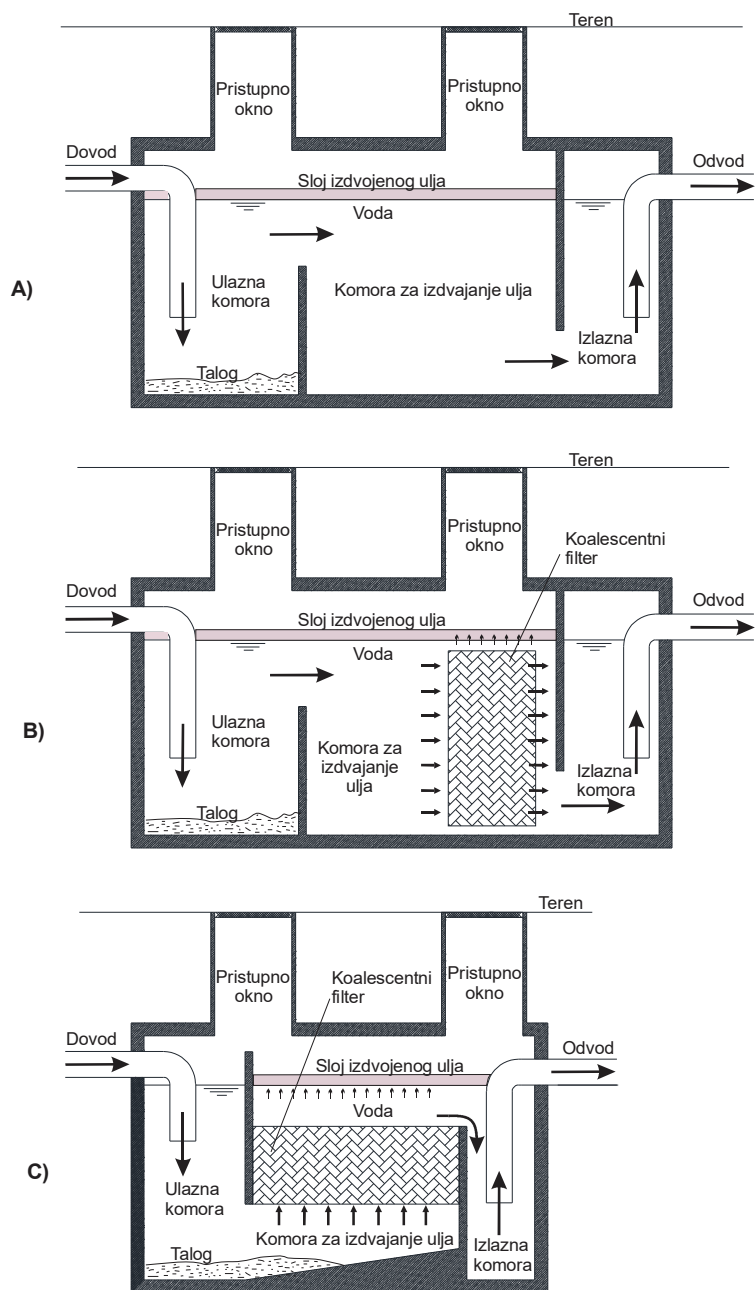 Teren
Pristupno
okno
Pristupno
okno
Dovod
Odvod
Sloj izdvojenog ulja
Voda
A)
Ulazna
komora
Komora za izdvajanje ulja
Izlazna
komora
Talog
Teren
Pristupno
okno
Pristupno
okno
Koalescentni
filter
Dovod
Odvod
Sloj izdvojenog ulja
Voda
B)
Ulazna
komora
Komora za
izdvajanje
ulja
Izlazna
komora
Talog
Teren
Pristupno
okno
Koalescentni
filter
Pristupno
okno
Dovod
Odvod
Sloj izdvojenog ulja
Voda
C)
Ulazna
komora
Komora za izdvajanje ulja
Izlazna
komora
Talog